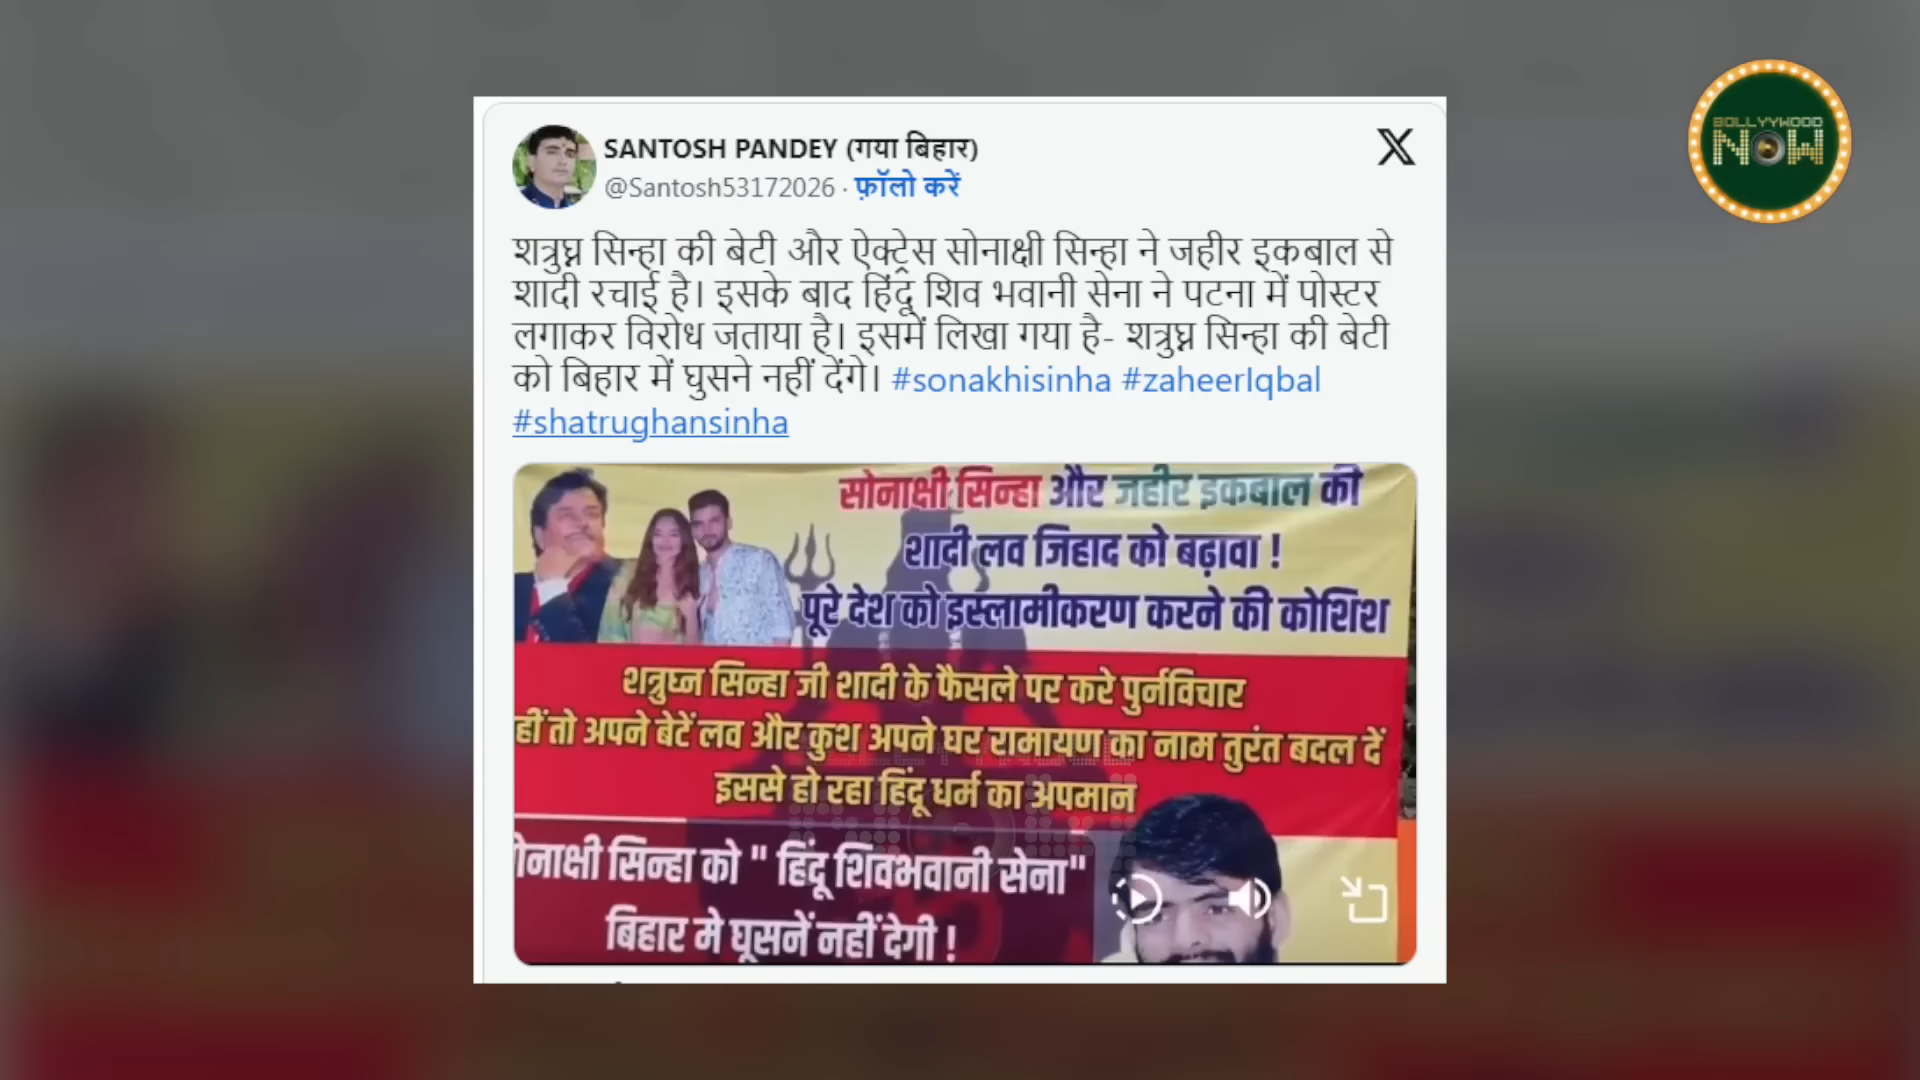 SANTOSH PANDEY (गया बिहार)
@Santosh53172026 · फ़ॉलो करें
शत्रुघ्न सिन्हा की बेटी और ऐक्ट्रेस सोनाक्षी सिन्हा ने जहीर इकबाल से
शादी रचाई है। इसके बाद हिंदू शिव भवानी सेना ने पटना में पोस्टर
लगाकर विरोध जताया है। इसमें लिखा गया है- शत्रुघ्न सिन्हा की बेटी
को बिहार में घुसने नहीं देंगे। #sonakhisinha #zaheerIqbal
#shatrughansinha
सोनाक्षी सिन्हा और जहीर इकबाल की
शादी लव जिहाद को बढ़ावा !
पूरे देश को इस्लामीकरण करने की कोशिश
शत्रुघ्न सिन्हा जी शादी के फैसले पर करे पुर्नविचार
हीं तो अपने बेटें लव और कुश अपने घर रामायण का नाम तुरंत बदल दें
इससे हो रहा हिंदू धर्म का अपमान
ोनाक्षी सिन्हा को " हिंदू शिवभवानी सेना"
बिहार मे घूसनें नहीं देगी !
BOLLYYWOOD
NOW